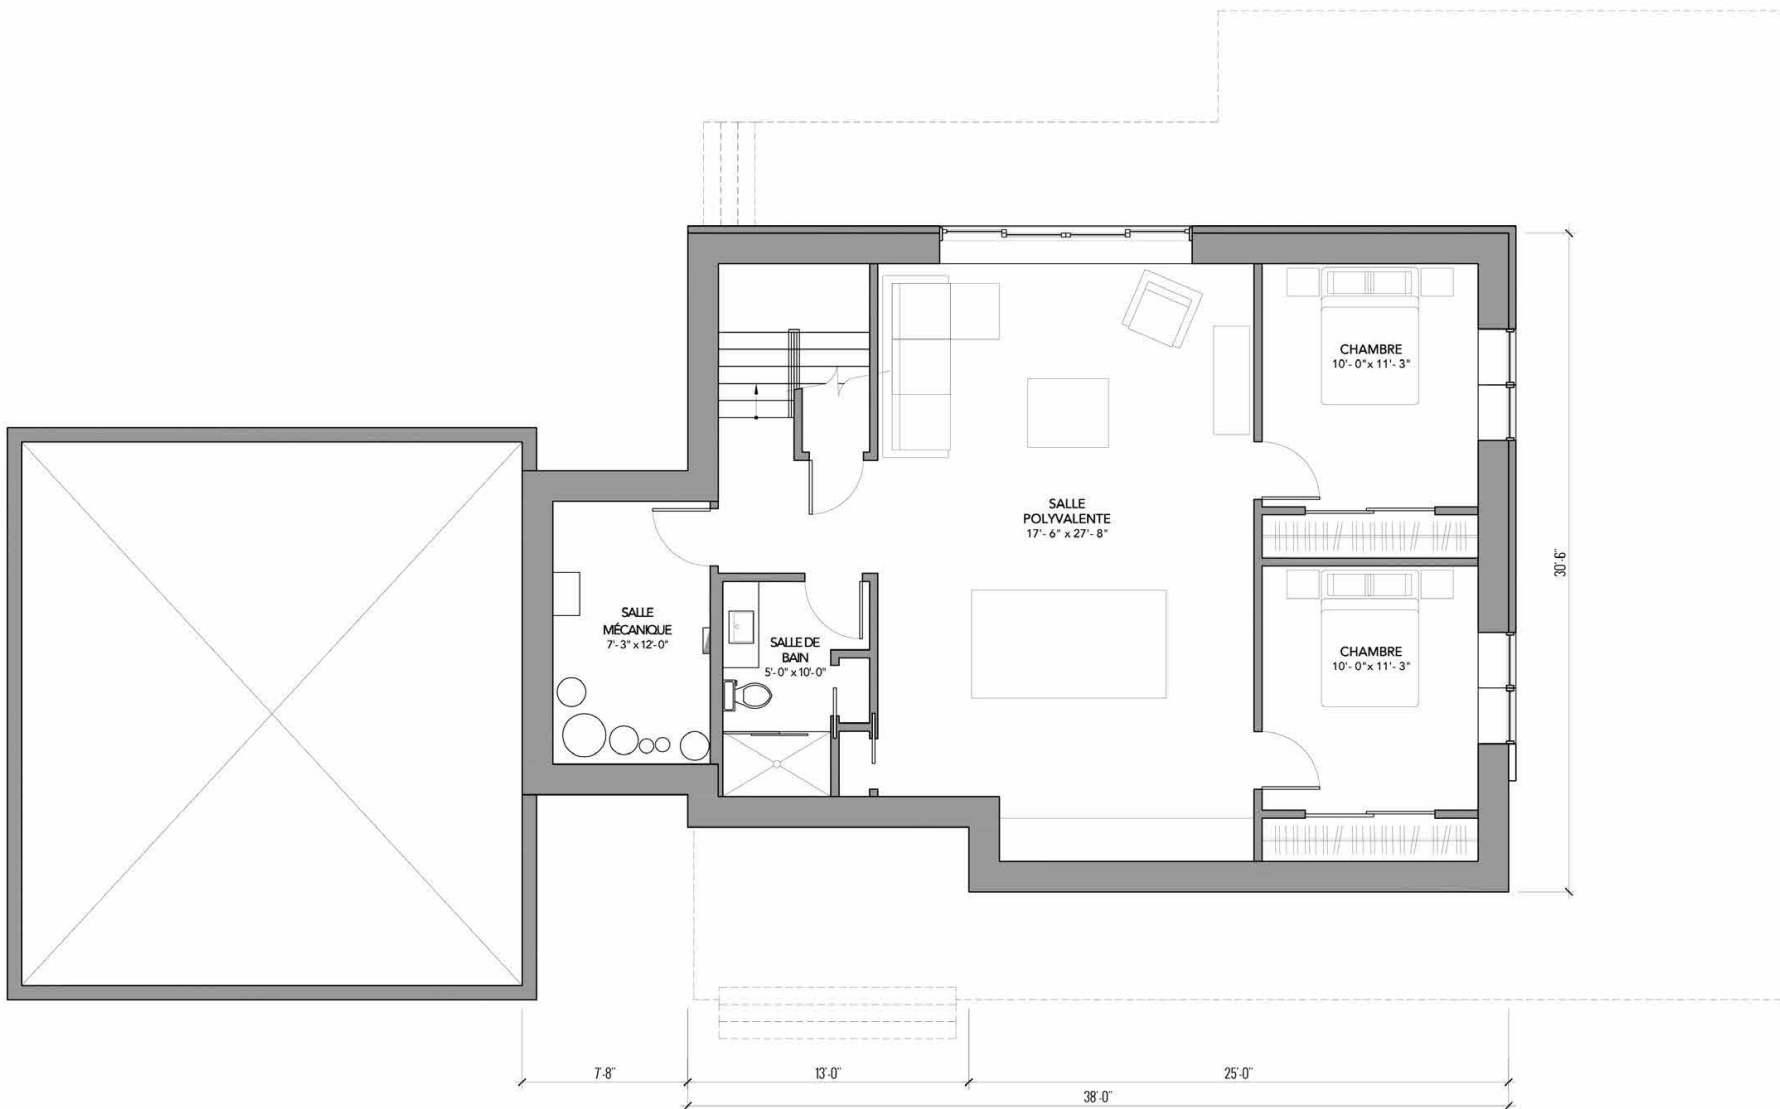 CHAMBRE
10'- 0" x 11'- 3"
SALLE
POLYVALENTE
17'- 6" x 27'- 8"
30'-6"
SALLE
MÉCANIQUE
7'- 3" x 12'-0"
SALLE DE
BAIN
5'- 0" x 10'-0"
CHAMBRE
10'- 0" x 11'- 3"
7'-8"
13'-0"
25'-0"
38'-0"